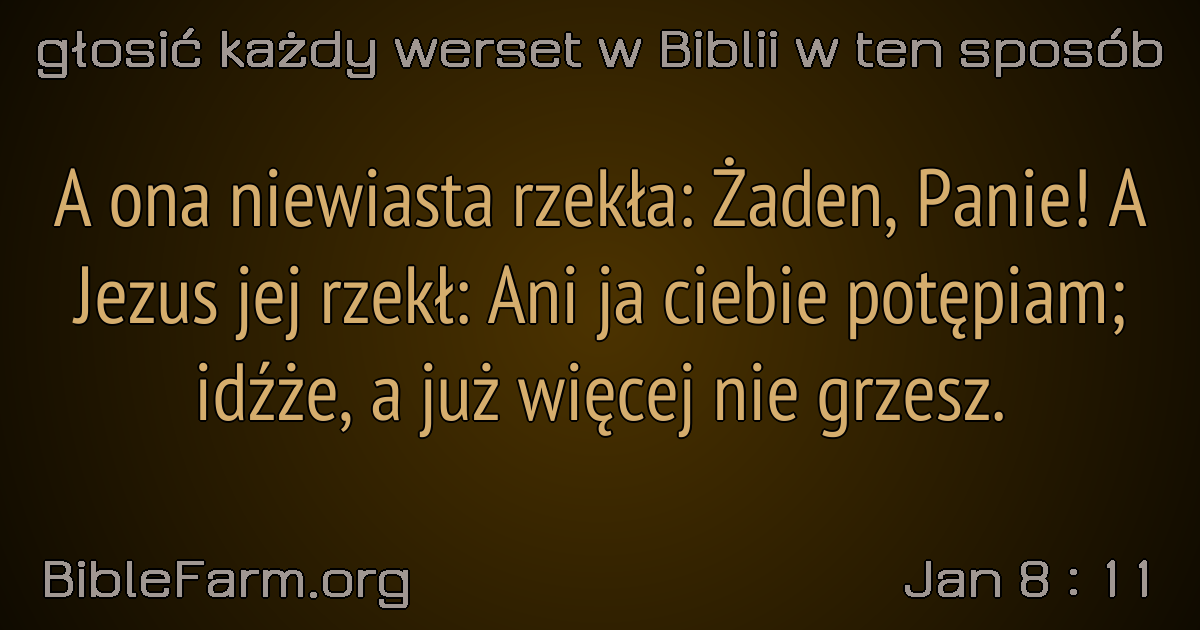 głosić każdy werset w Biblii w ten sposób
A ona niewiasta rzekła: Żaden, Panie! A
Jezus jej rzekł: Ani ja ciebie potępiam;
idźże, a już więcej nie grzesz.
BibleFarm.org
Jan 8 : 11